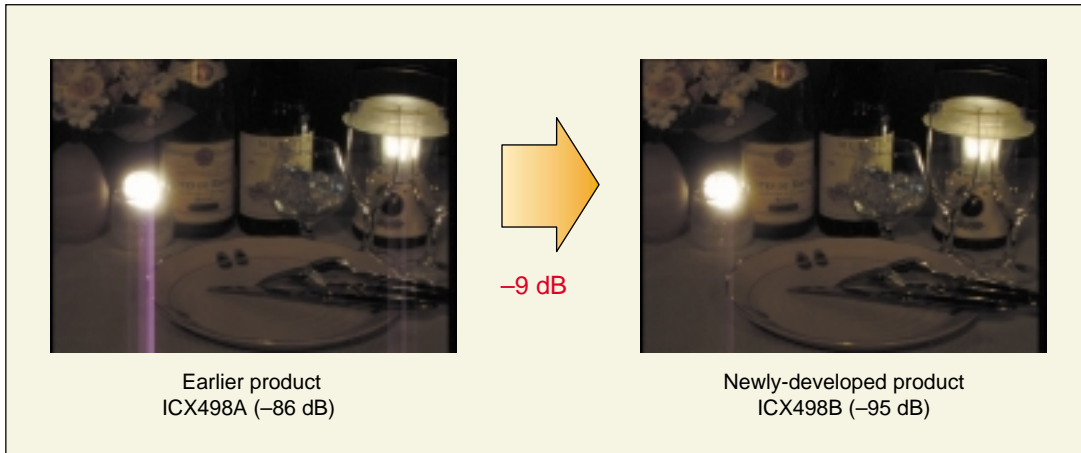 –9 dB
Earlier product
ICX498A (–86 dB)
Newly-developed product
ICX498B (–95 dB)